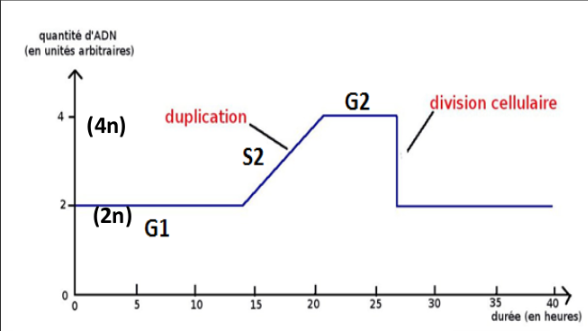 quantité d'ADN
(en unités arbitraires)
G2
division cellulaire
4
(4n)
duplication
S2
2
(2n)
G1
0
0 5 10 15 20 25 30 35 40
durée (en heures)